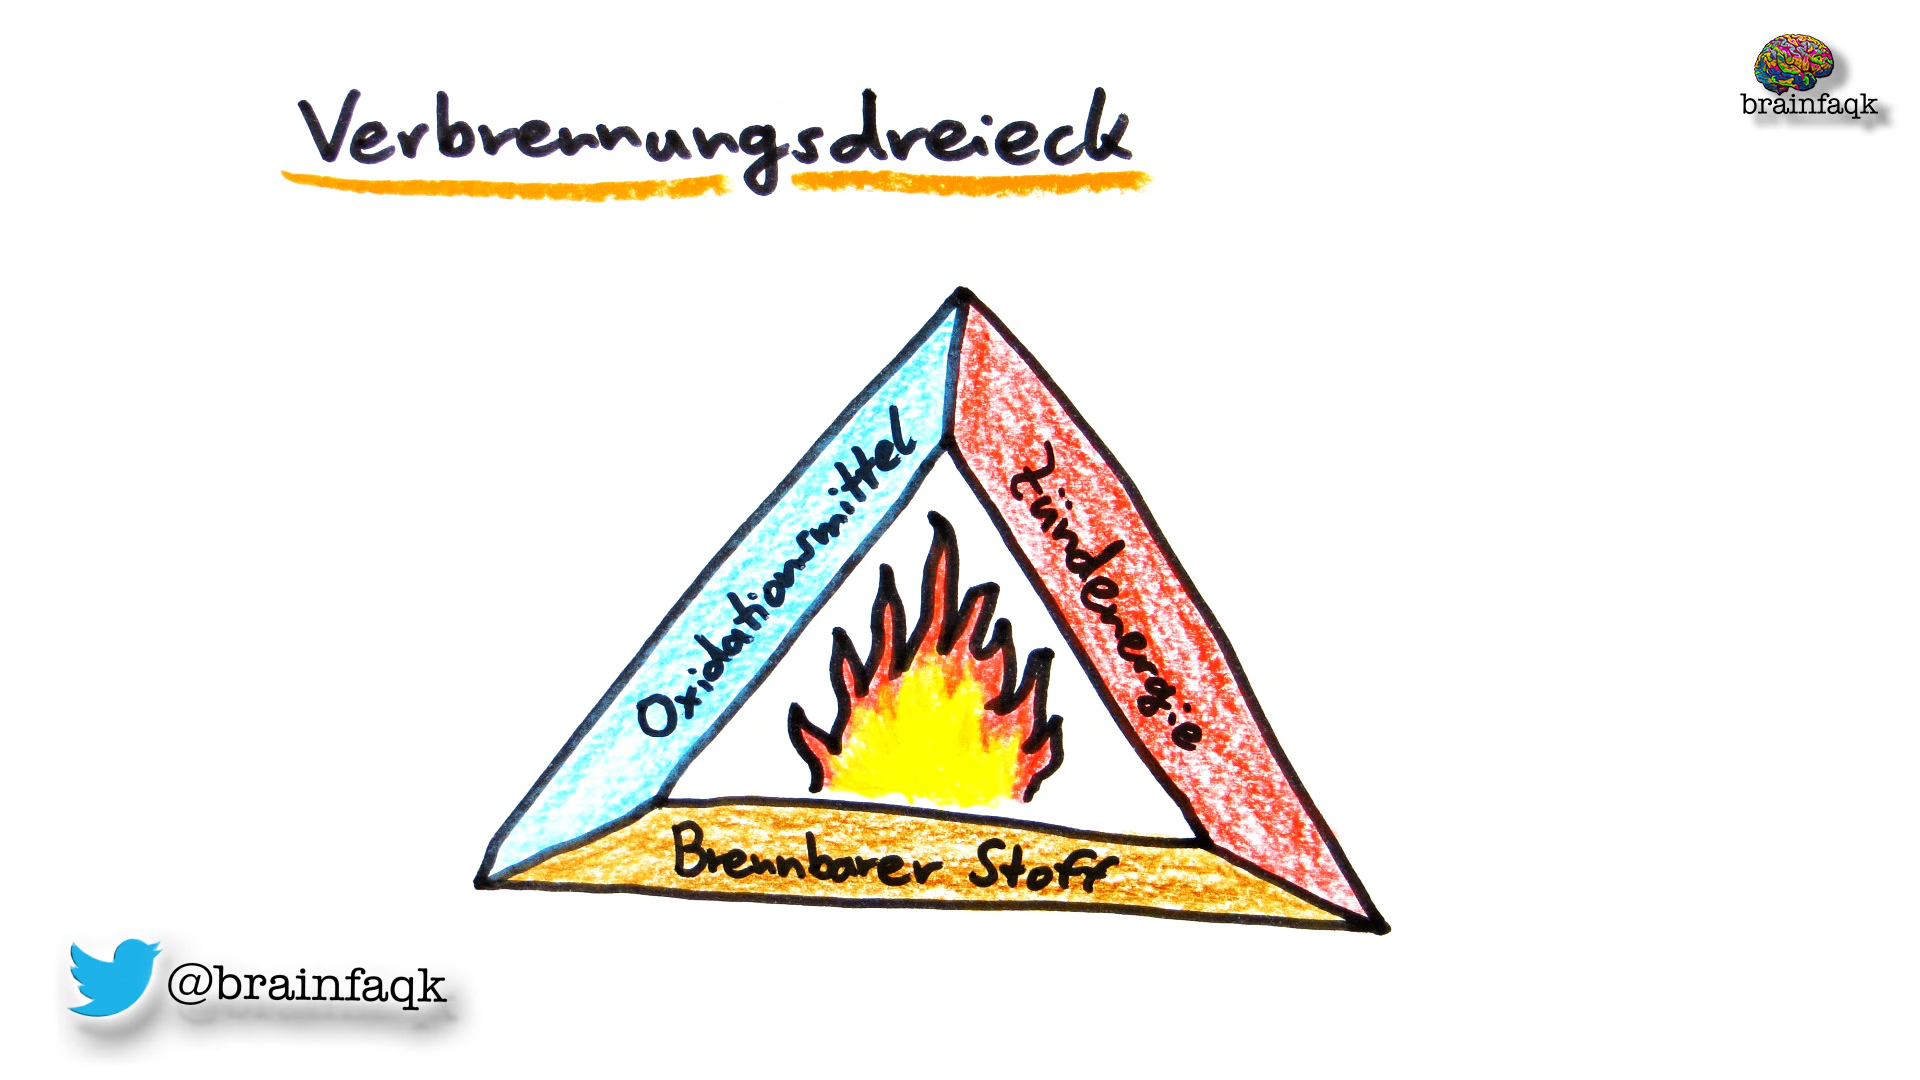 Verbrennungsdreieck
brainfaqk
Oxidationsmittel
Zündenergie
Brennbarer Stoff
@brainfaqk